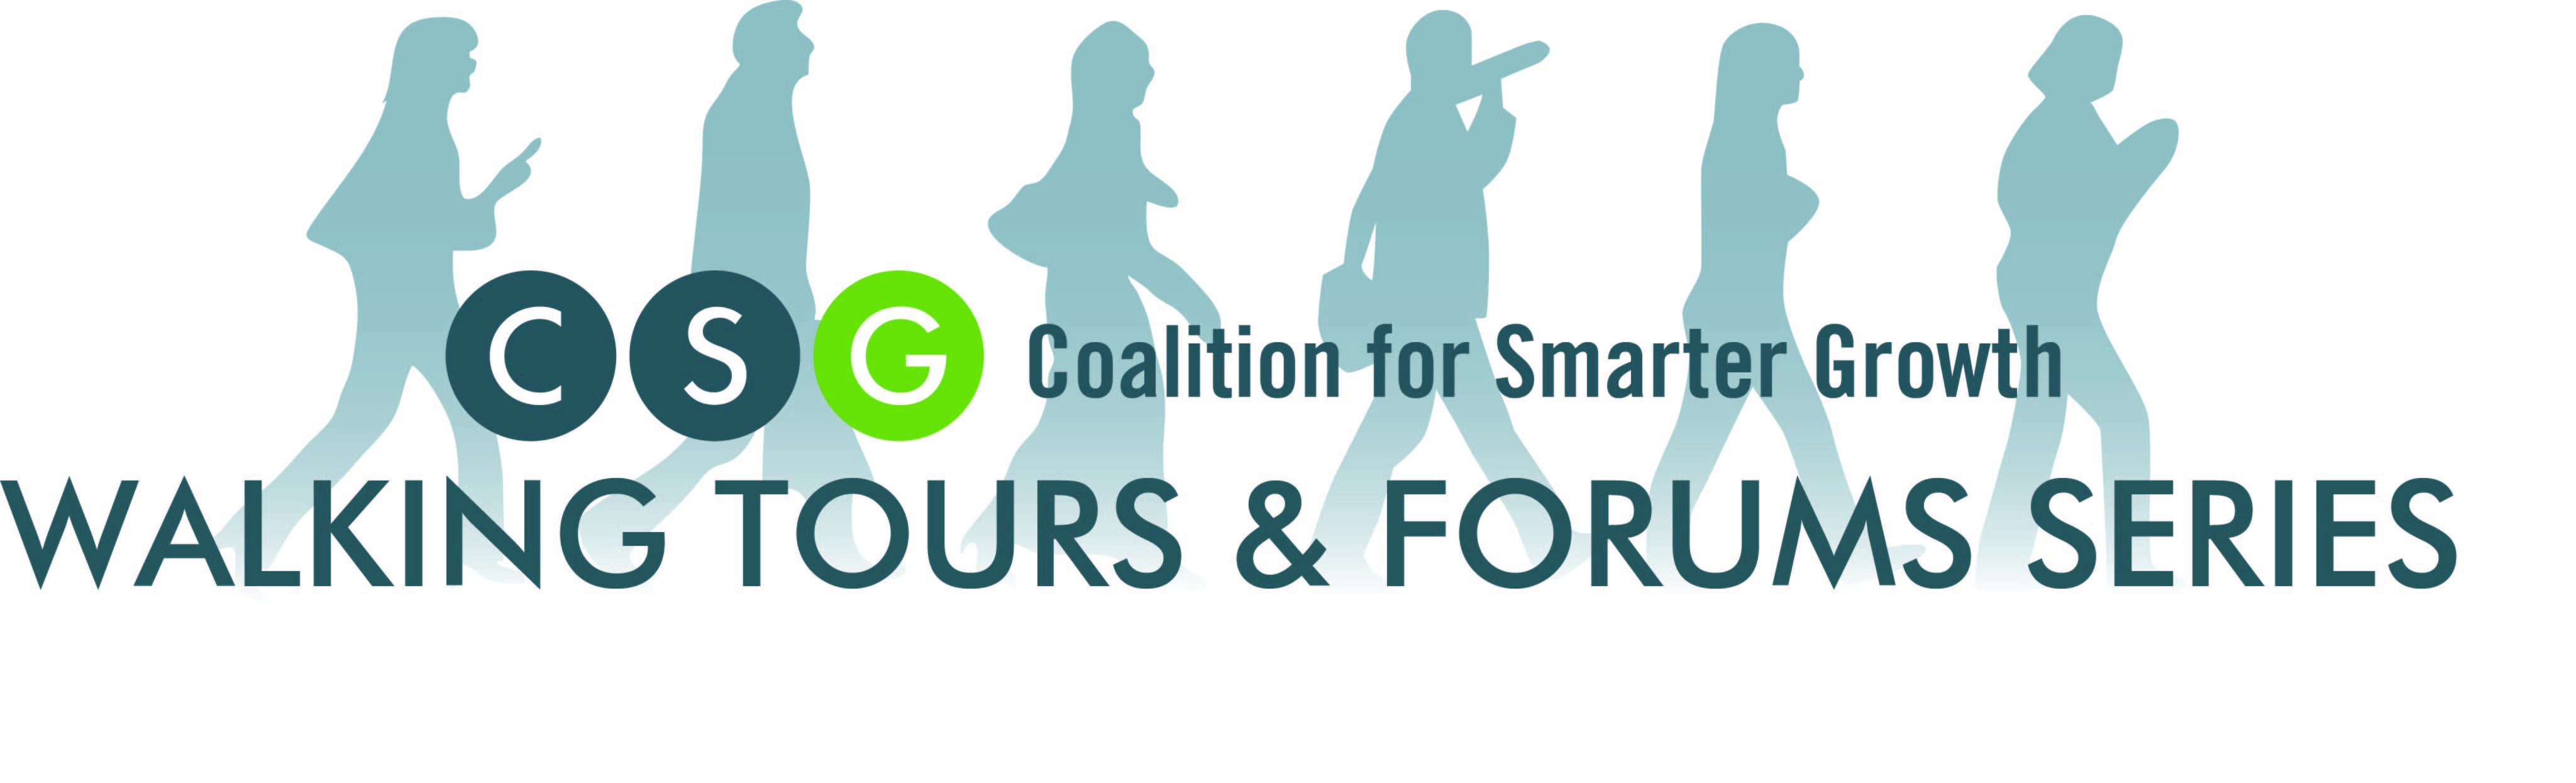 CSG Coalition for Smarter Growth
WALKING TOURS & FORUMS SERIES